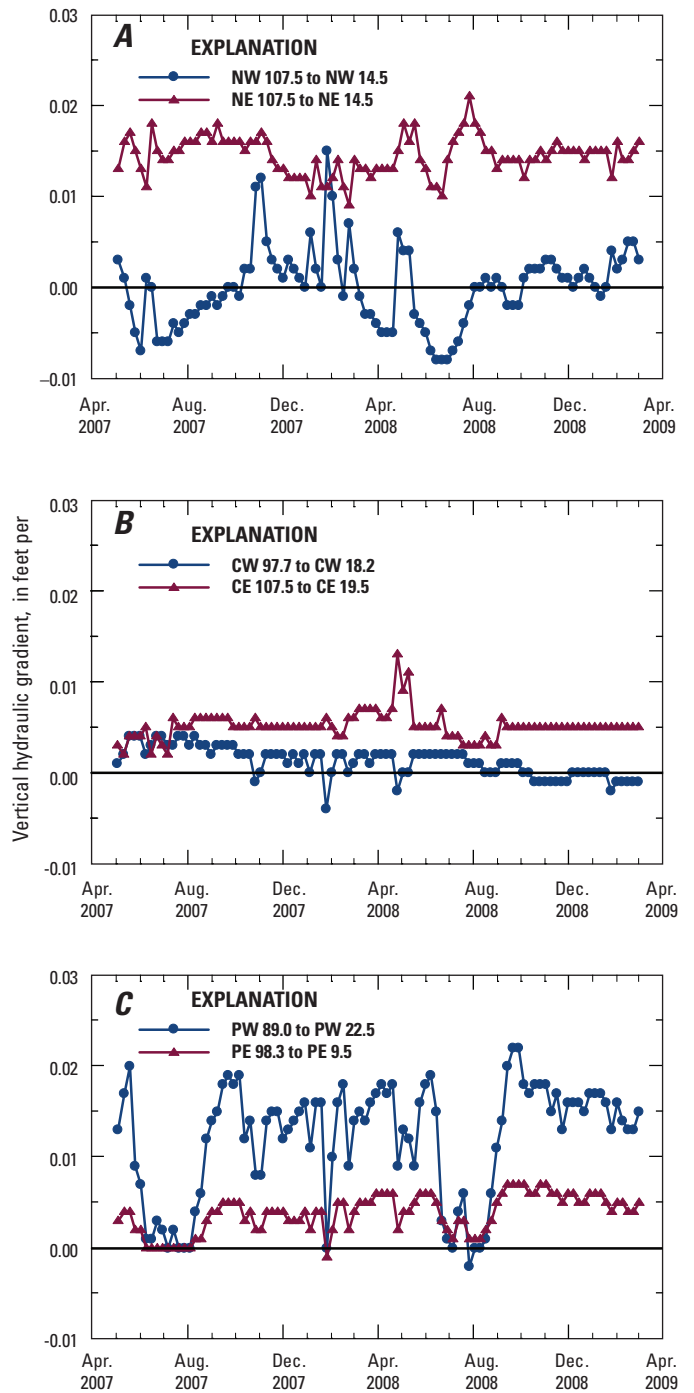 A
EXPLANATION
NW 107.5 to NW 14.5
NE 107.5 to NE 14.5
0.03
0.02
0.01
0.00
–0.01
Apr. 2007
Aug. 2007
Dec. 2007
Apr. 2008
Aug. 2008
Dec. 2008
Apr. 2009
Vertical hydraulic gradient, in feet per
B
EXPLANATION
CW 97.7 to CW 18.2
CE 107.5 to CE 19.5
0.03
0.02
0.01
0.00
-0.01
Apr. 2007
Aug. 2007
Dec. 2007
Apr. 2008
Aug. 2008
Dec. 2008
Apr. 2009
C
EXPLANATION
PW 89.0 to PW 22.5
PE 98.3 to PE 9.5
0.03
0.02
0.01
0.00
-0.01
Apr. 2007
Aug. 2007
Dec. 2007
Apr. 2008
Aug. 2008
Dec. 2008
Apr. 2009